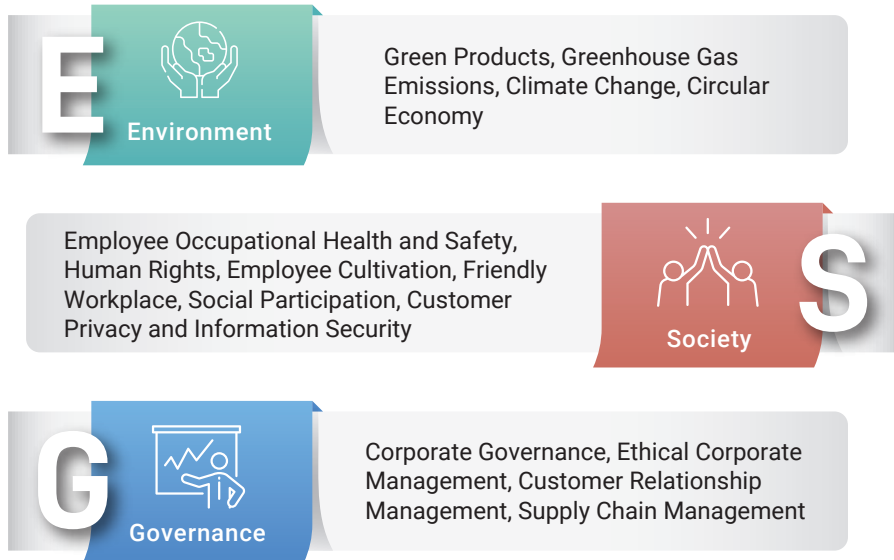 E
Environment
Green Products, Greenhouse Gas
Emissions, Climate Change, Circular
Economy
Employee Occupational Health and Safety,
Human Rights, Employee Cultivation, Friendly
Workplace, Social Participation, Customer
Privacy and Information Security
S
Society
G
Governance
Corporate Governance, Ethical Corporate
Management, Customer Relationship
Management, Supply Chain Management